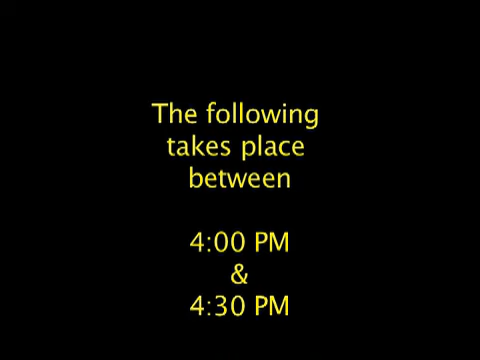 The following
takes place
between
4:00 PM
&
4:30 PM